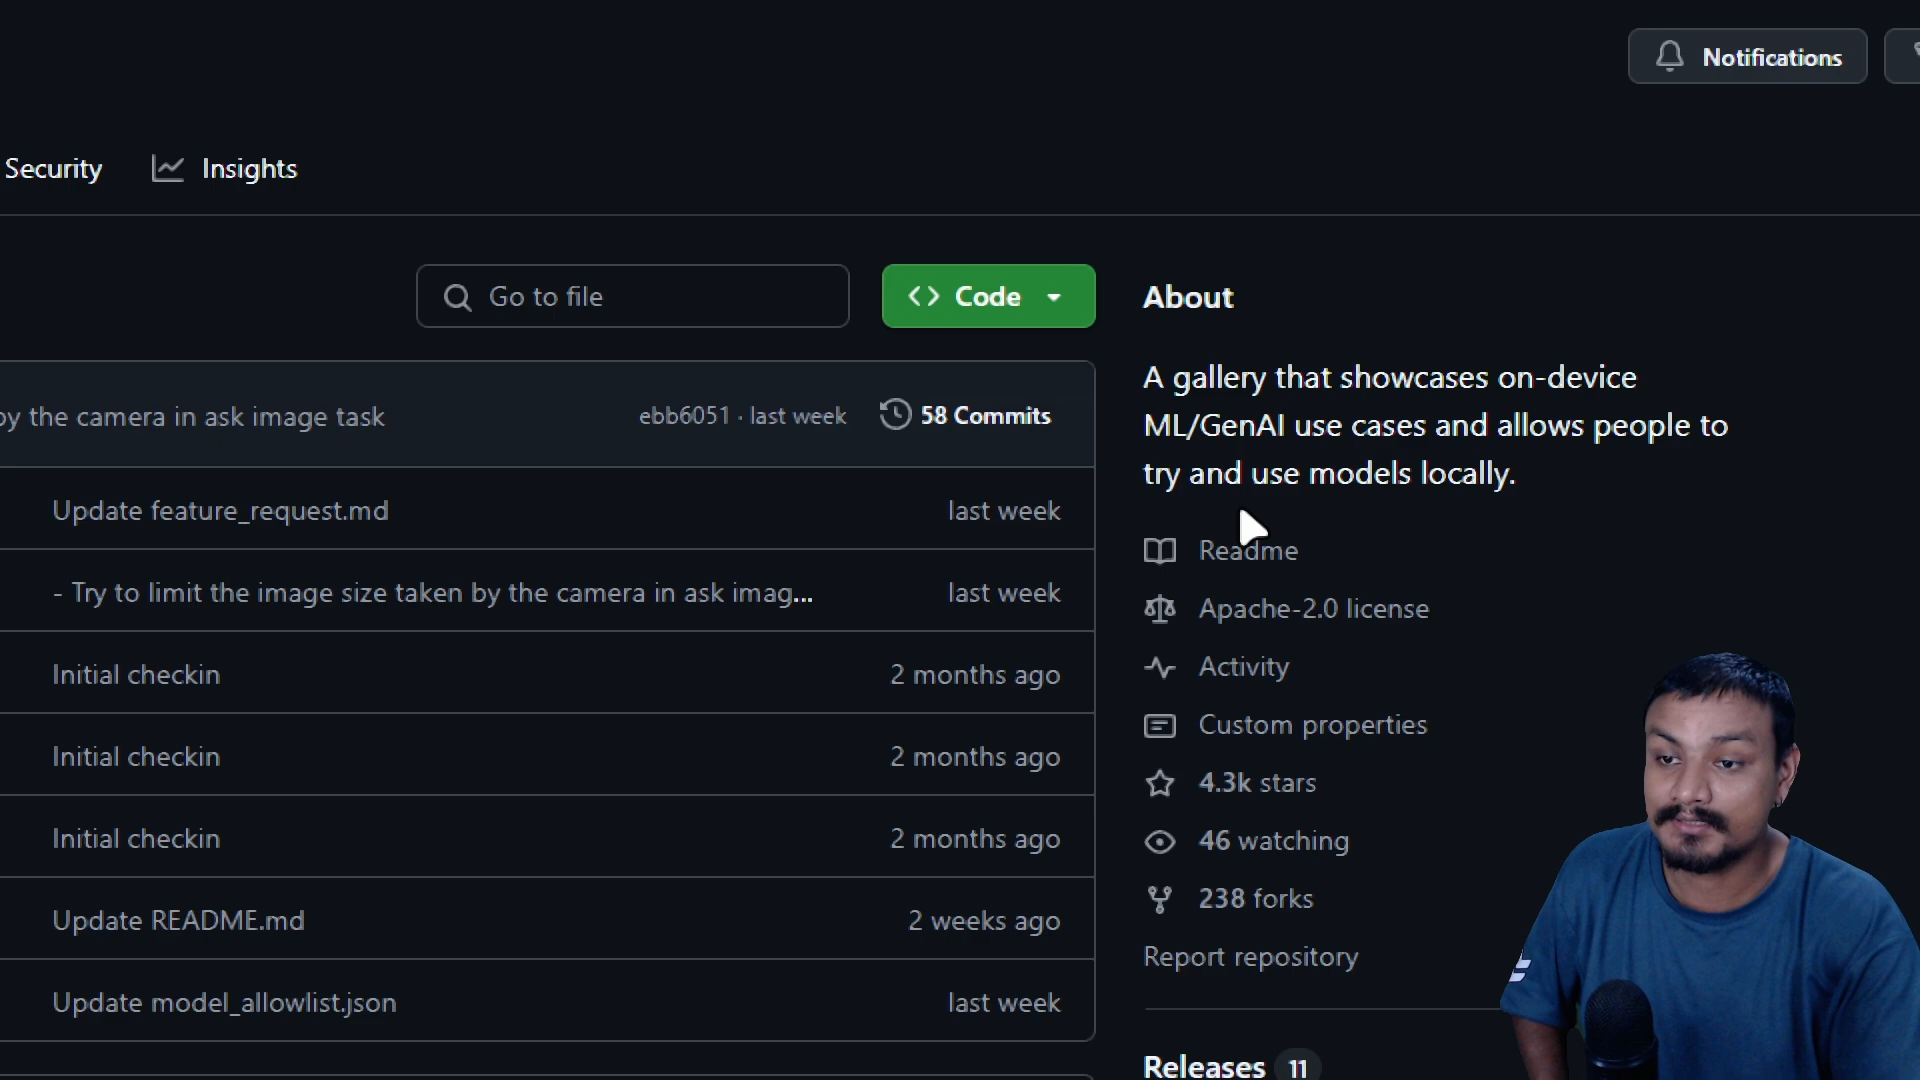 Notifications
Security
Insights
Go to file
Code
About
A gallery that showcases on-device
ML/GenAI use cases and allows people to
try and use models locally.
by the camera in ask image task
ebb6051 · last week
58 Commits
Update feature_request.md
last week
- Try to limit the image size taken by the camera in ask imag...
last week
Initial checkin
2 months ago
Initial checkin
2 months ago
Initial checkin
2 months ago
Update README.md
2 weeks ago
Update model_allowlist.json
last week
Readme
Apache-2.0 license
Activity
Custom properties
4.3k stars
46 watching
238 forks
Report repository
Releases 11